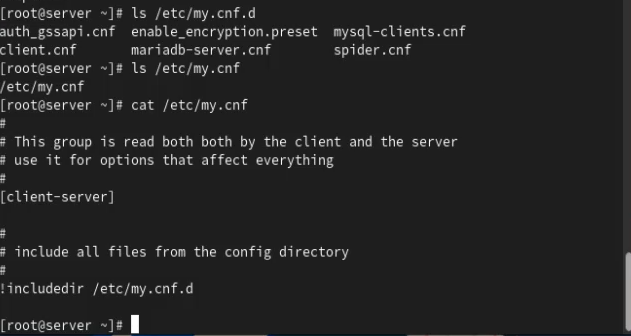 [root@server ~]# ls /etc/my.cnf.d
auth_gssapi.cnf enable_encryption.preset mysql-clients.cnf
client.cnf mariadb-server.cnf spider.cnf
[root@server ~]# ls /etc/my.cnf
/etc/my.cnf
[root@server ~]# cat /etc/my.cnf
#
# This group is read both both by the client and the server
# use it for options that affect everything
#
[client-server]
#
# include all files from the config directory
#
!includedir /etc/my.cnf.d
[root@server ~]#